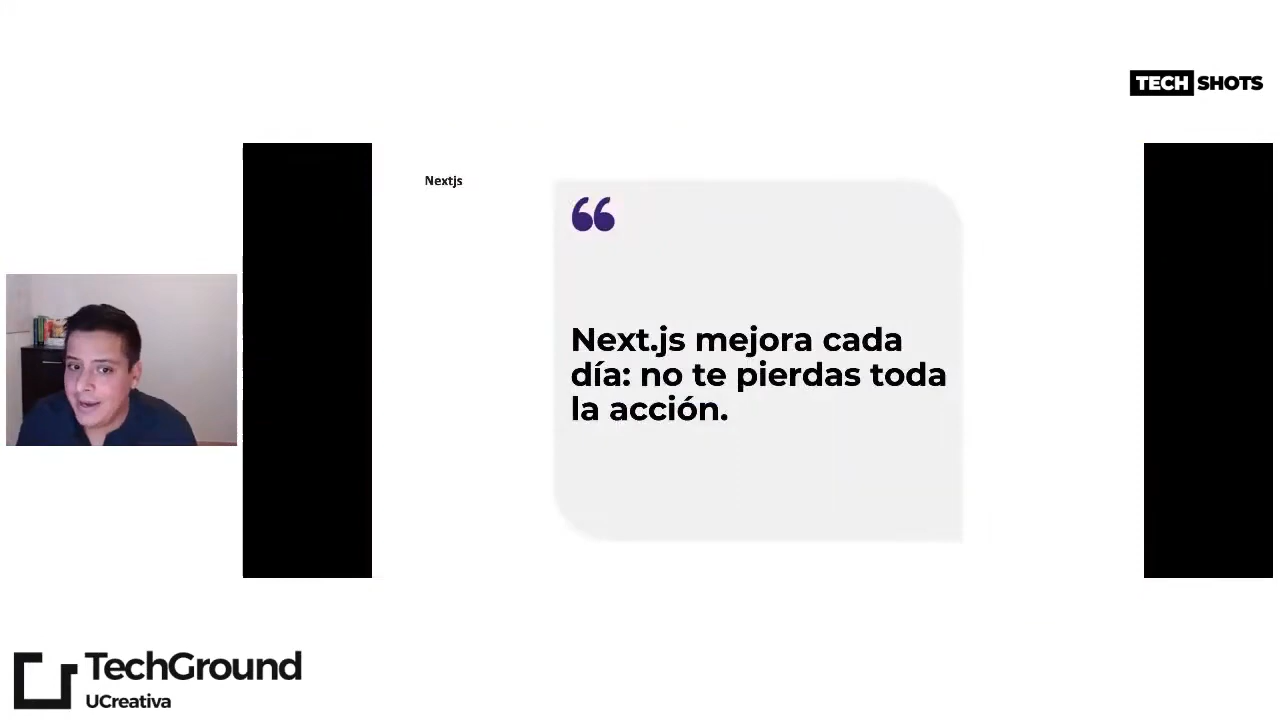 TECH SHOTS
Nextjs
“
Next.js mejora cada
día: no te pierdas toda
la acción.
TechGround
UCreativa